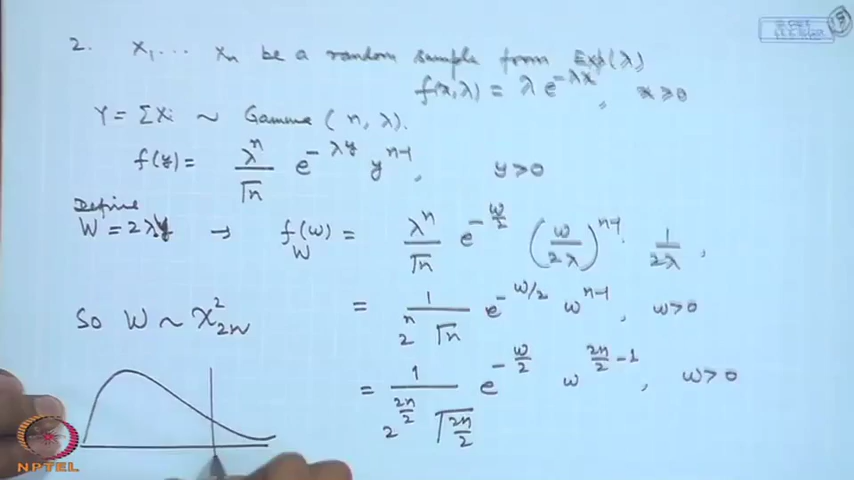 2. X₁ ... Xₙ be a random sample from Exp(λ)
f(x,λ) = λ e^{-λx}, x ≥ 0
Y = ΣXᵢ ~ Gamma (n, λ).
f(y) = λⁿ/Γn e^{-λy} y^{n-1}, y > 0
Define
W = 2λY → f_W(w) = λⁿ/Γn e^{-w/2} (w/2λ)^{n-1} · 1/2λ,
= 1/(2ⁿ Γn) e^{-w/2} w^{n-1}, w > 0
So W ~ χ²_{2n}
= 1/(2^{2n/2} Γ(2n/2)) e^{-w/2} w^{2n/2 - 1}, w > 0
NPTEL